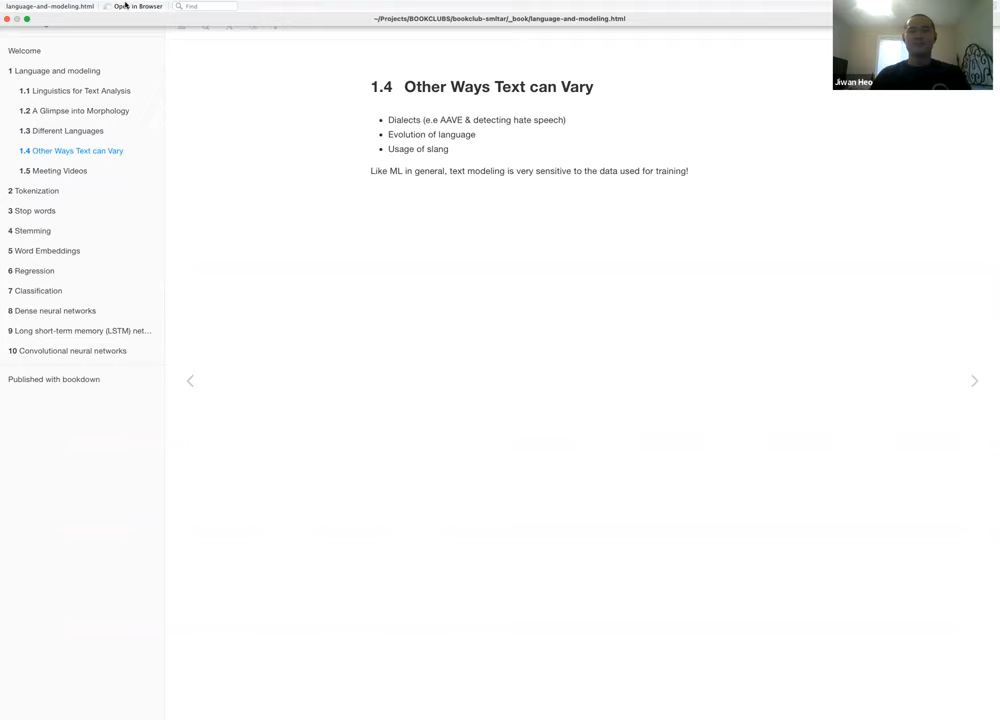 language-and-modeling.html
Open in Browser
Find
~/Projects/BOOKCLUBS/bookclub-smltar/_book/language-and-modeling.html
Welcome
1 Language and modeling
1.1 Linguistics for Text Analysis
1.2 A Glimpse into Morphology
1.3 Different Languages
1.4 Other Ways Text can Vary
1.5 Meeting Videos
2 Tokenization
3 Stop words
4 Stemming
5 Word Embeddings
6 Regression
7 Classification
8 Dense neural networks
9 Long short-term memory (LSTM) net…
10 Convolutional neural networks
Published with bookdown
1.4 Other Ways Text can Vary
• Dialects (e.e AAVE & detecting hate speech)
• Evolution of language
• Usage of slang
Like ML in general, text modeling is very sensitive to the data used for training!
Jiwan Heo